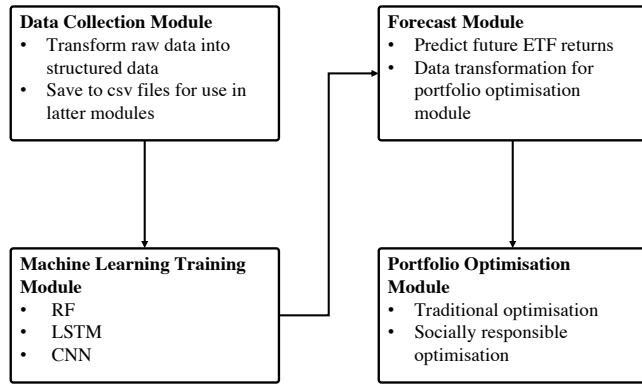 Data Collection Module
• Transform raw data into
structured data
• Save to csv files for use in
latter modules
Machine Learning Training
Module
• RF
• LSTM
• CNN
Forecast Module
• Predict future ETF returns
• Data transformation for
portfolio optimisation
module
Portfolio Optimisation
Module
• Traditional optimisation
• Socially responsible
optimisation